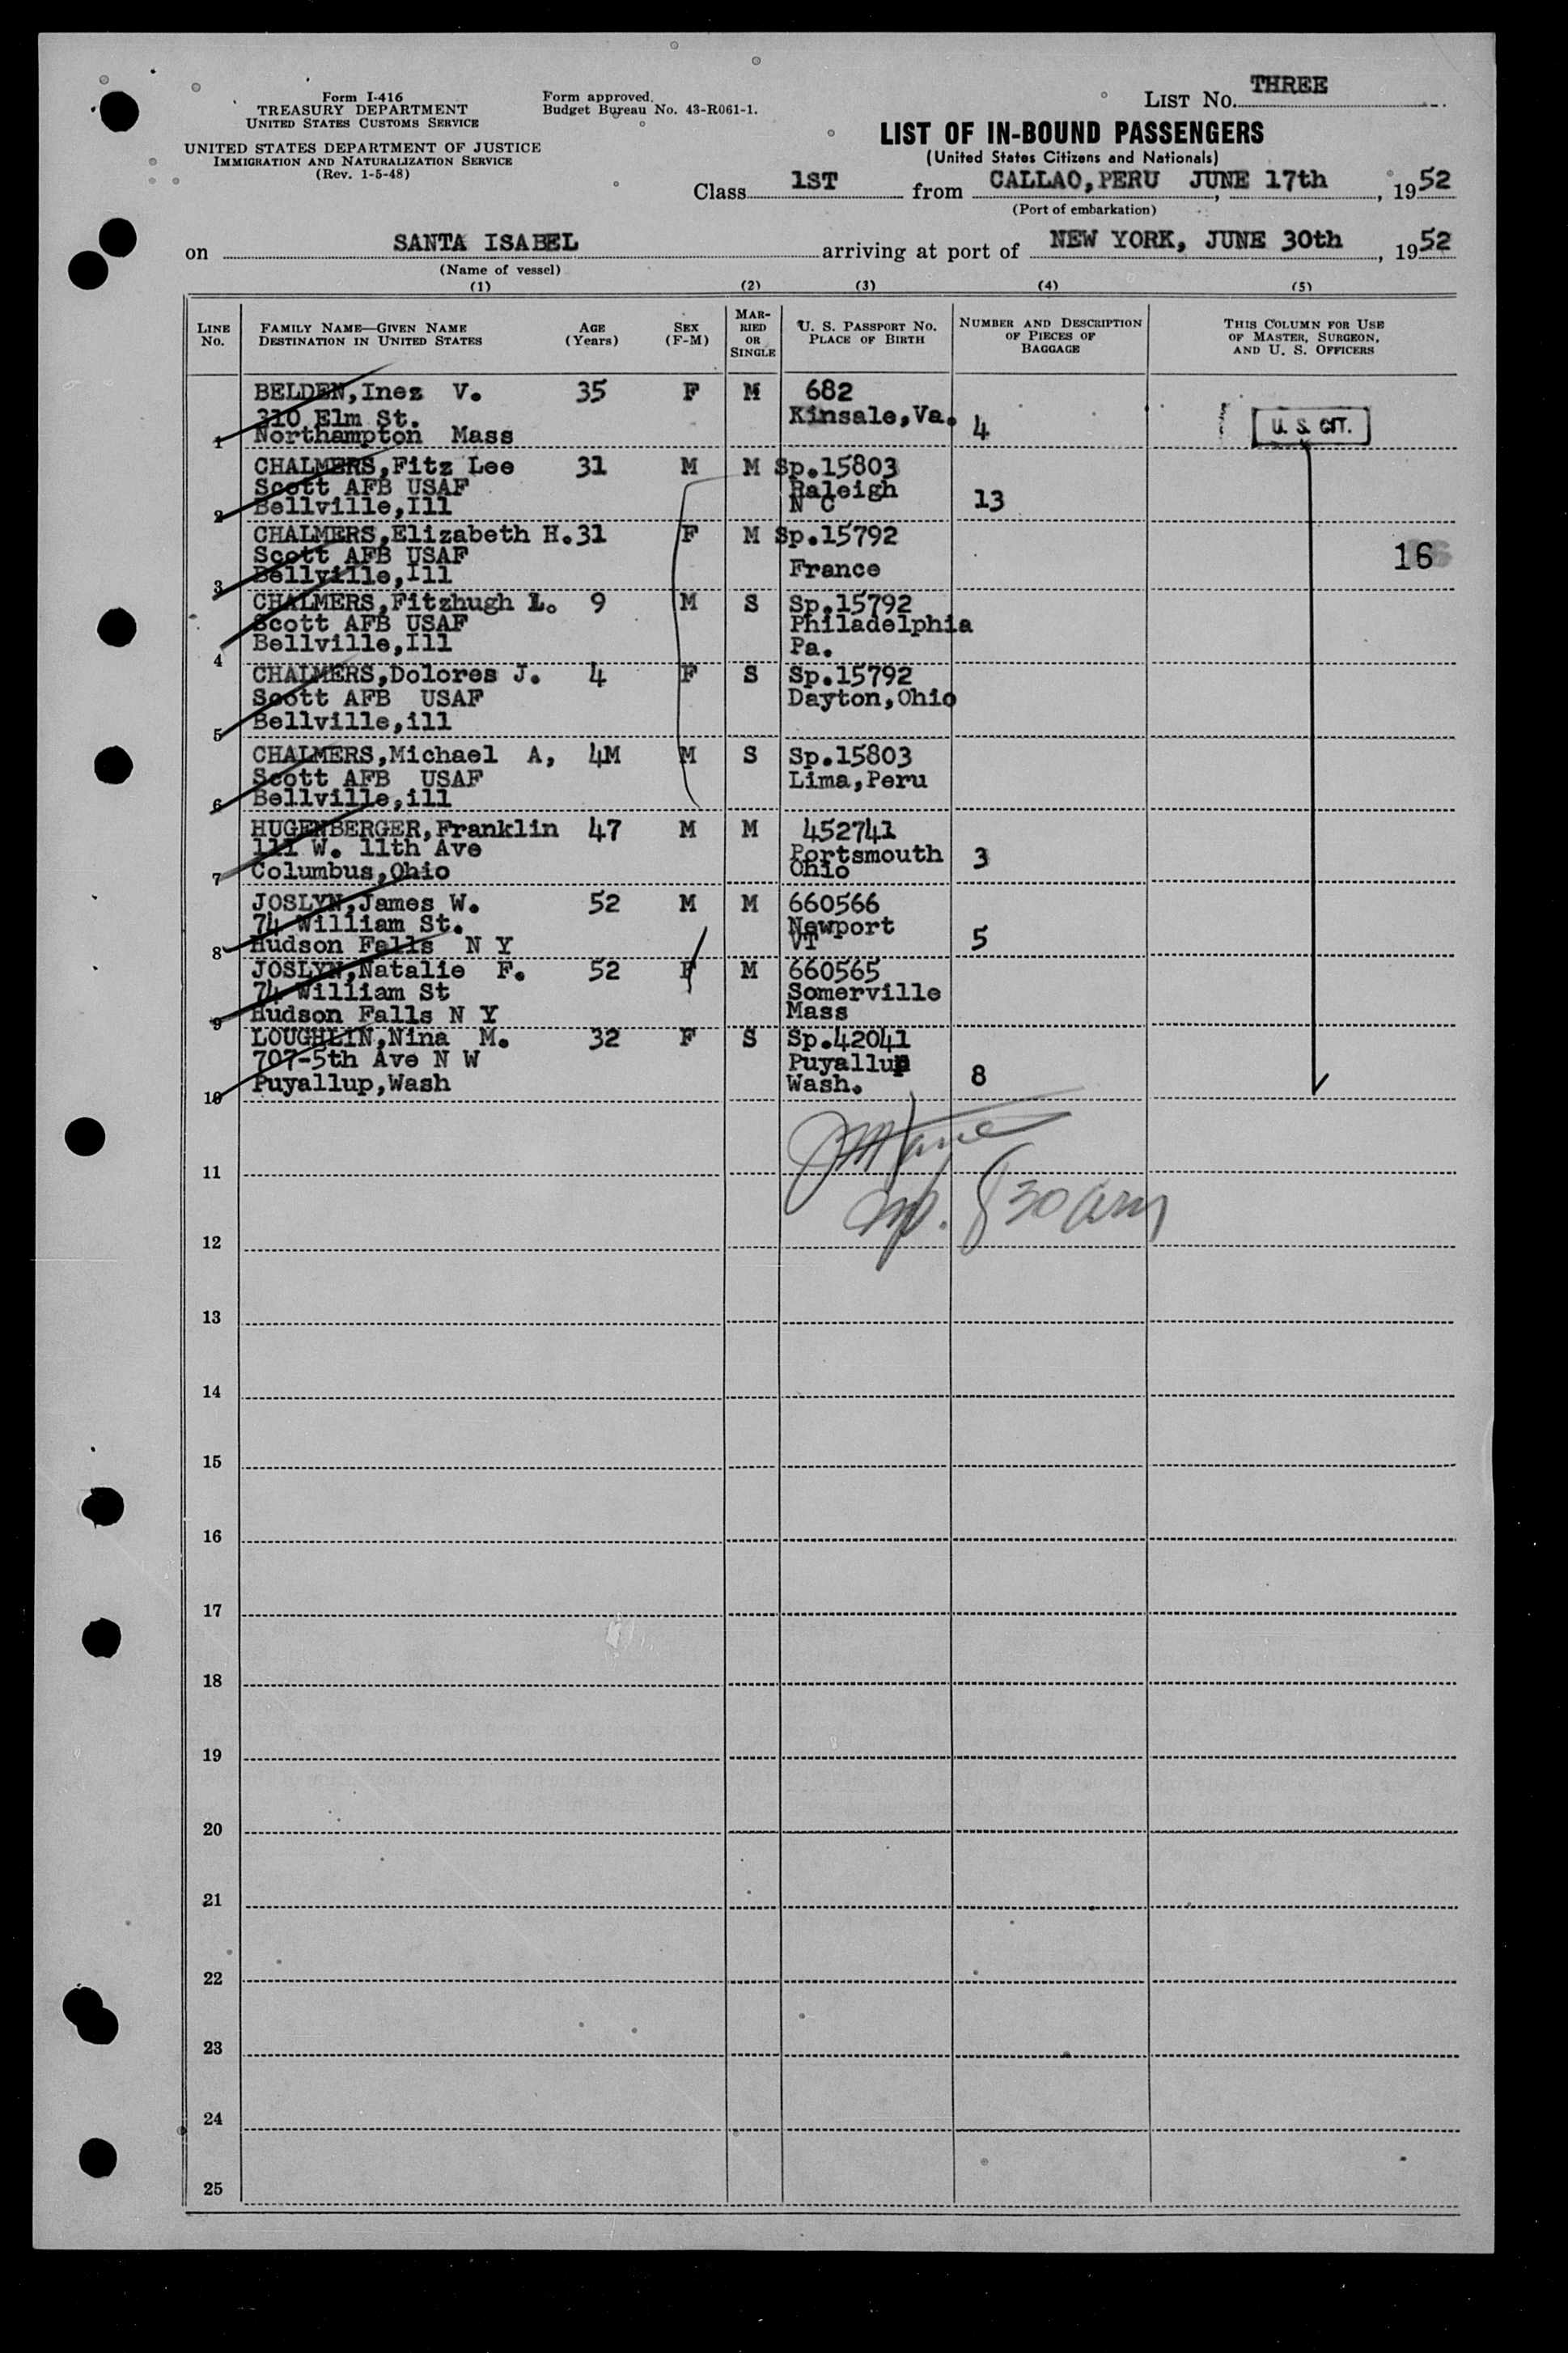 Form I-416
TREASURY DEPARTMENT
UNITED STATES CUSTOMS SERVICE
UNITED STATES DEPARTMENT OF JUSTICE
IMMIGRATION AND NATURALIZATION SERVICE
(Rev. 1-5-48)
Form approved.
Budget Bureau No. 43-R061-1.
LIST NO. THREE
LIST OF IN-BOUND PASSENGERS
(United States Citizens and Nationals)
Class 1ST from CALLAO,PERU JUNE 17th, 1952
(Port of embarkation)
on SANTA ISABEL arriving at port of NEW YORK, JUNE 30th, 1952
(Name of vessel)
(1) (2) (3) (4) (5)
LINE No. FAMILY NAME—GIVEN NAME DESTINATION IN UNITED STATES AGE (Years) SEX (F-M) MARRIED OR SINGLE U. S. PASSPORT NO. PLACE OF BIRTH NUMBER AND DESCRIPTION OF PIECES OF BAGGAGE THIS COLUMN FOR USE OF MASTER, SURGEON, AND U. S. OFFICERS
BELDEN,Inez V. 35 F M 682
310 Elm St. Kinsale,Va. 4 U. S. CIT.
1 Northampton Mass
CHALMERS,Fitz Lee 31 M M Sp.15803
Scott AFB USAF Raleigh 13
2 Bellville,Ill N C
CHALMERS,Elizabeth H. 31 F M Sp.15792
Scott AFB USAF 16
3 Bellville,Ill France
CHALMERS,Fitzhugh L. 9 M S Sp.15792
Scott AFB USAF Philadelphia
4 Bellville,Ill Pa.
CHALMERS,Dolores J. 4 F S Sp.15792
Scott AFB USAF Dayton,Ohio
5 Bellville,ill
CHALMERS,Michael A, 4M M S Sp.15803
Scott AFB USAF Lima,Peru
6 Bellville,ill
HUGENBERGER,Franklin 47 M M 452741
111 W. 11th Ave Portsmouth 3
7 Columbus,Ohio Ohio
JOSLYN,James W. 52 M M 660566
74 William St. Newport 5
8 Hudson Falls N Y VT
JOSLYN,Natalie F. 52 F M 660565
74 William St Somerville
9 Hudson Falls N Y Mass
LOUGHLIN,Nina M. 32 F S Sp.42041
707-5th Ave N W Puyallup 8
10 Puyallup,Wash Wash.
11
12 830 am
13
14
15
16
17
18
19
20
21
22
23
24
25